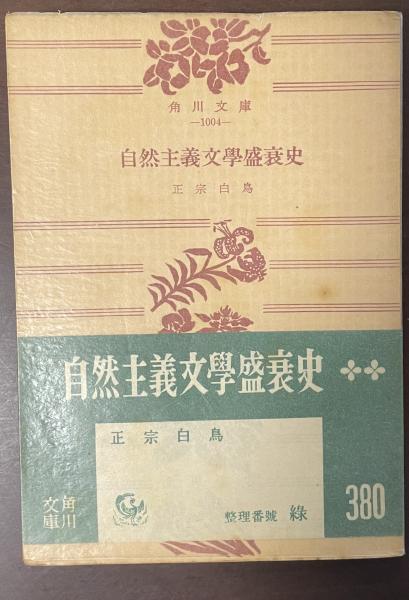 角川文庫
—1004—
自然主義文學盛衰史
正宗白鳥
自然主義文學盛衰史
正宗白鳥
角川文庫
整理番號 綠
380